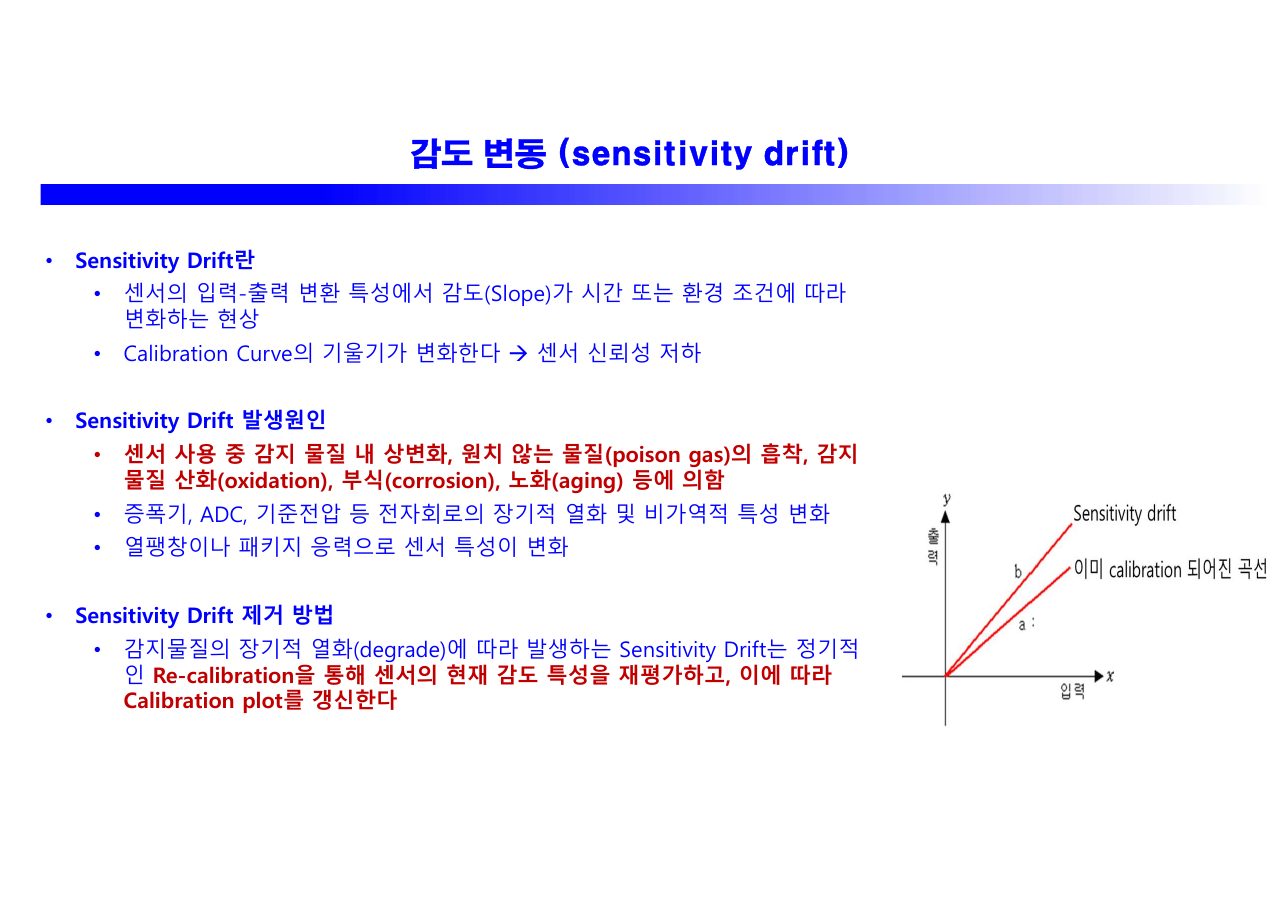 감도 변동 (sensitivity drift)
• Sensitivity Drift란
• 센서의 입력-출력 변환 특성에서 감도(Slope)가 시간 또는 환경 조건에 따라
변화하는 현상
• Calibration Curve의 기울기가 변화한다 → 센서 신뢰성 저하
• Sensitivity Drift 발생원인
• 센서 사용 중 감지 물질 내 상변화, 원치 않는 물질(poison gas)의 흡착, 감지
물질 산화(oxidation), 부식(corrosion), 노화(aging) 등에 의함
• 증폭기, ADC, 기준전압 등 전자회로의 장기적 열화 및 비가역적 특성 변화
• 열팽창이나 패키지 응력으로 센서 특성이 변화
• Sensitivity Drift 제거 방법
• 감지물질의 장기적 열화(degrade)에 따라 발생하는 Sensitivity Drift는 정기적
인 Re-calibration을 통해 센서의 현재 감도 특성을 재평가하고, 이에 따라
Calibration plot를 갱신한다
y
출력
Sensitivity drift
b
이미 calibration 되어진 곡선
a :
x
입력